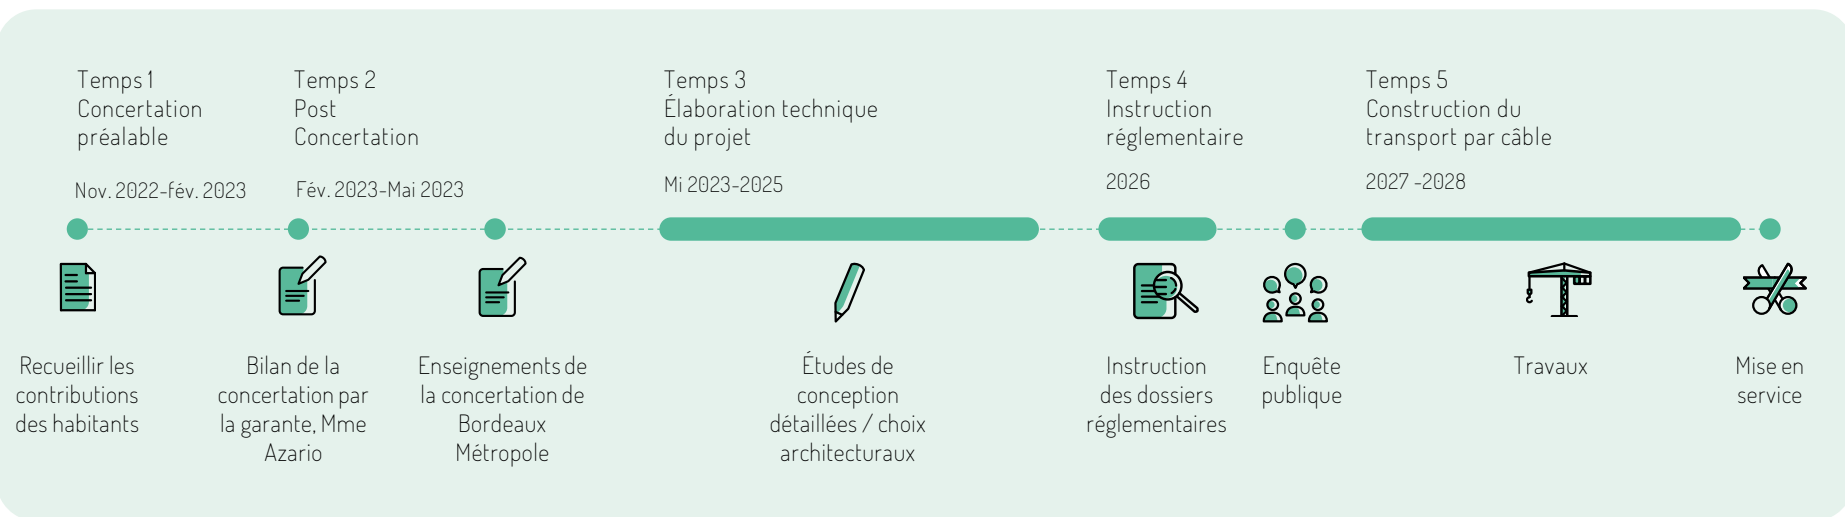 Temps 1
Concertation
préalable
Nov. 2022-fév. 2023
Temps 2
Post
Concertation
Fév. 2023-Mai 2023
Temps 3
Élaboration technique
du projet
Mi 2023-2025
Temps 4
Instruction
réglementaire
2026
Temps 5
Construction du
transport par câble
2027 -2028
Recueillir les
contributions
des habitants
Bilan de la
concertation par
la garante, Mme
Azario
Enseignements de
la concertation de
Bordeaux
Métropole
Études de
conception
détaillées / choix
architecturaux
Instruction
des dossiers
réglementaires
Enquête
publique
Travaux
Mise en
service